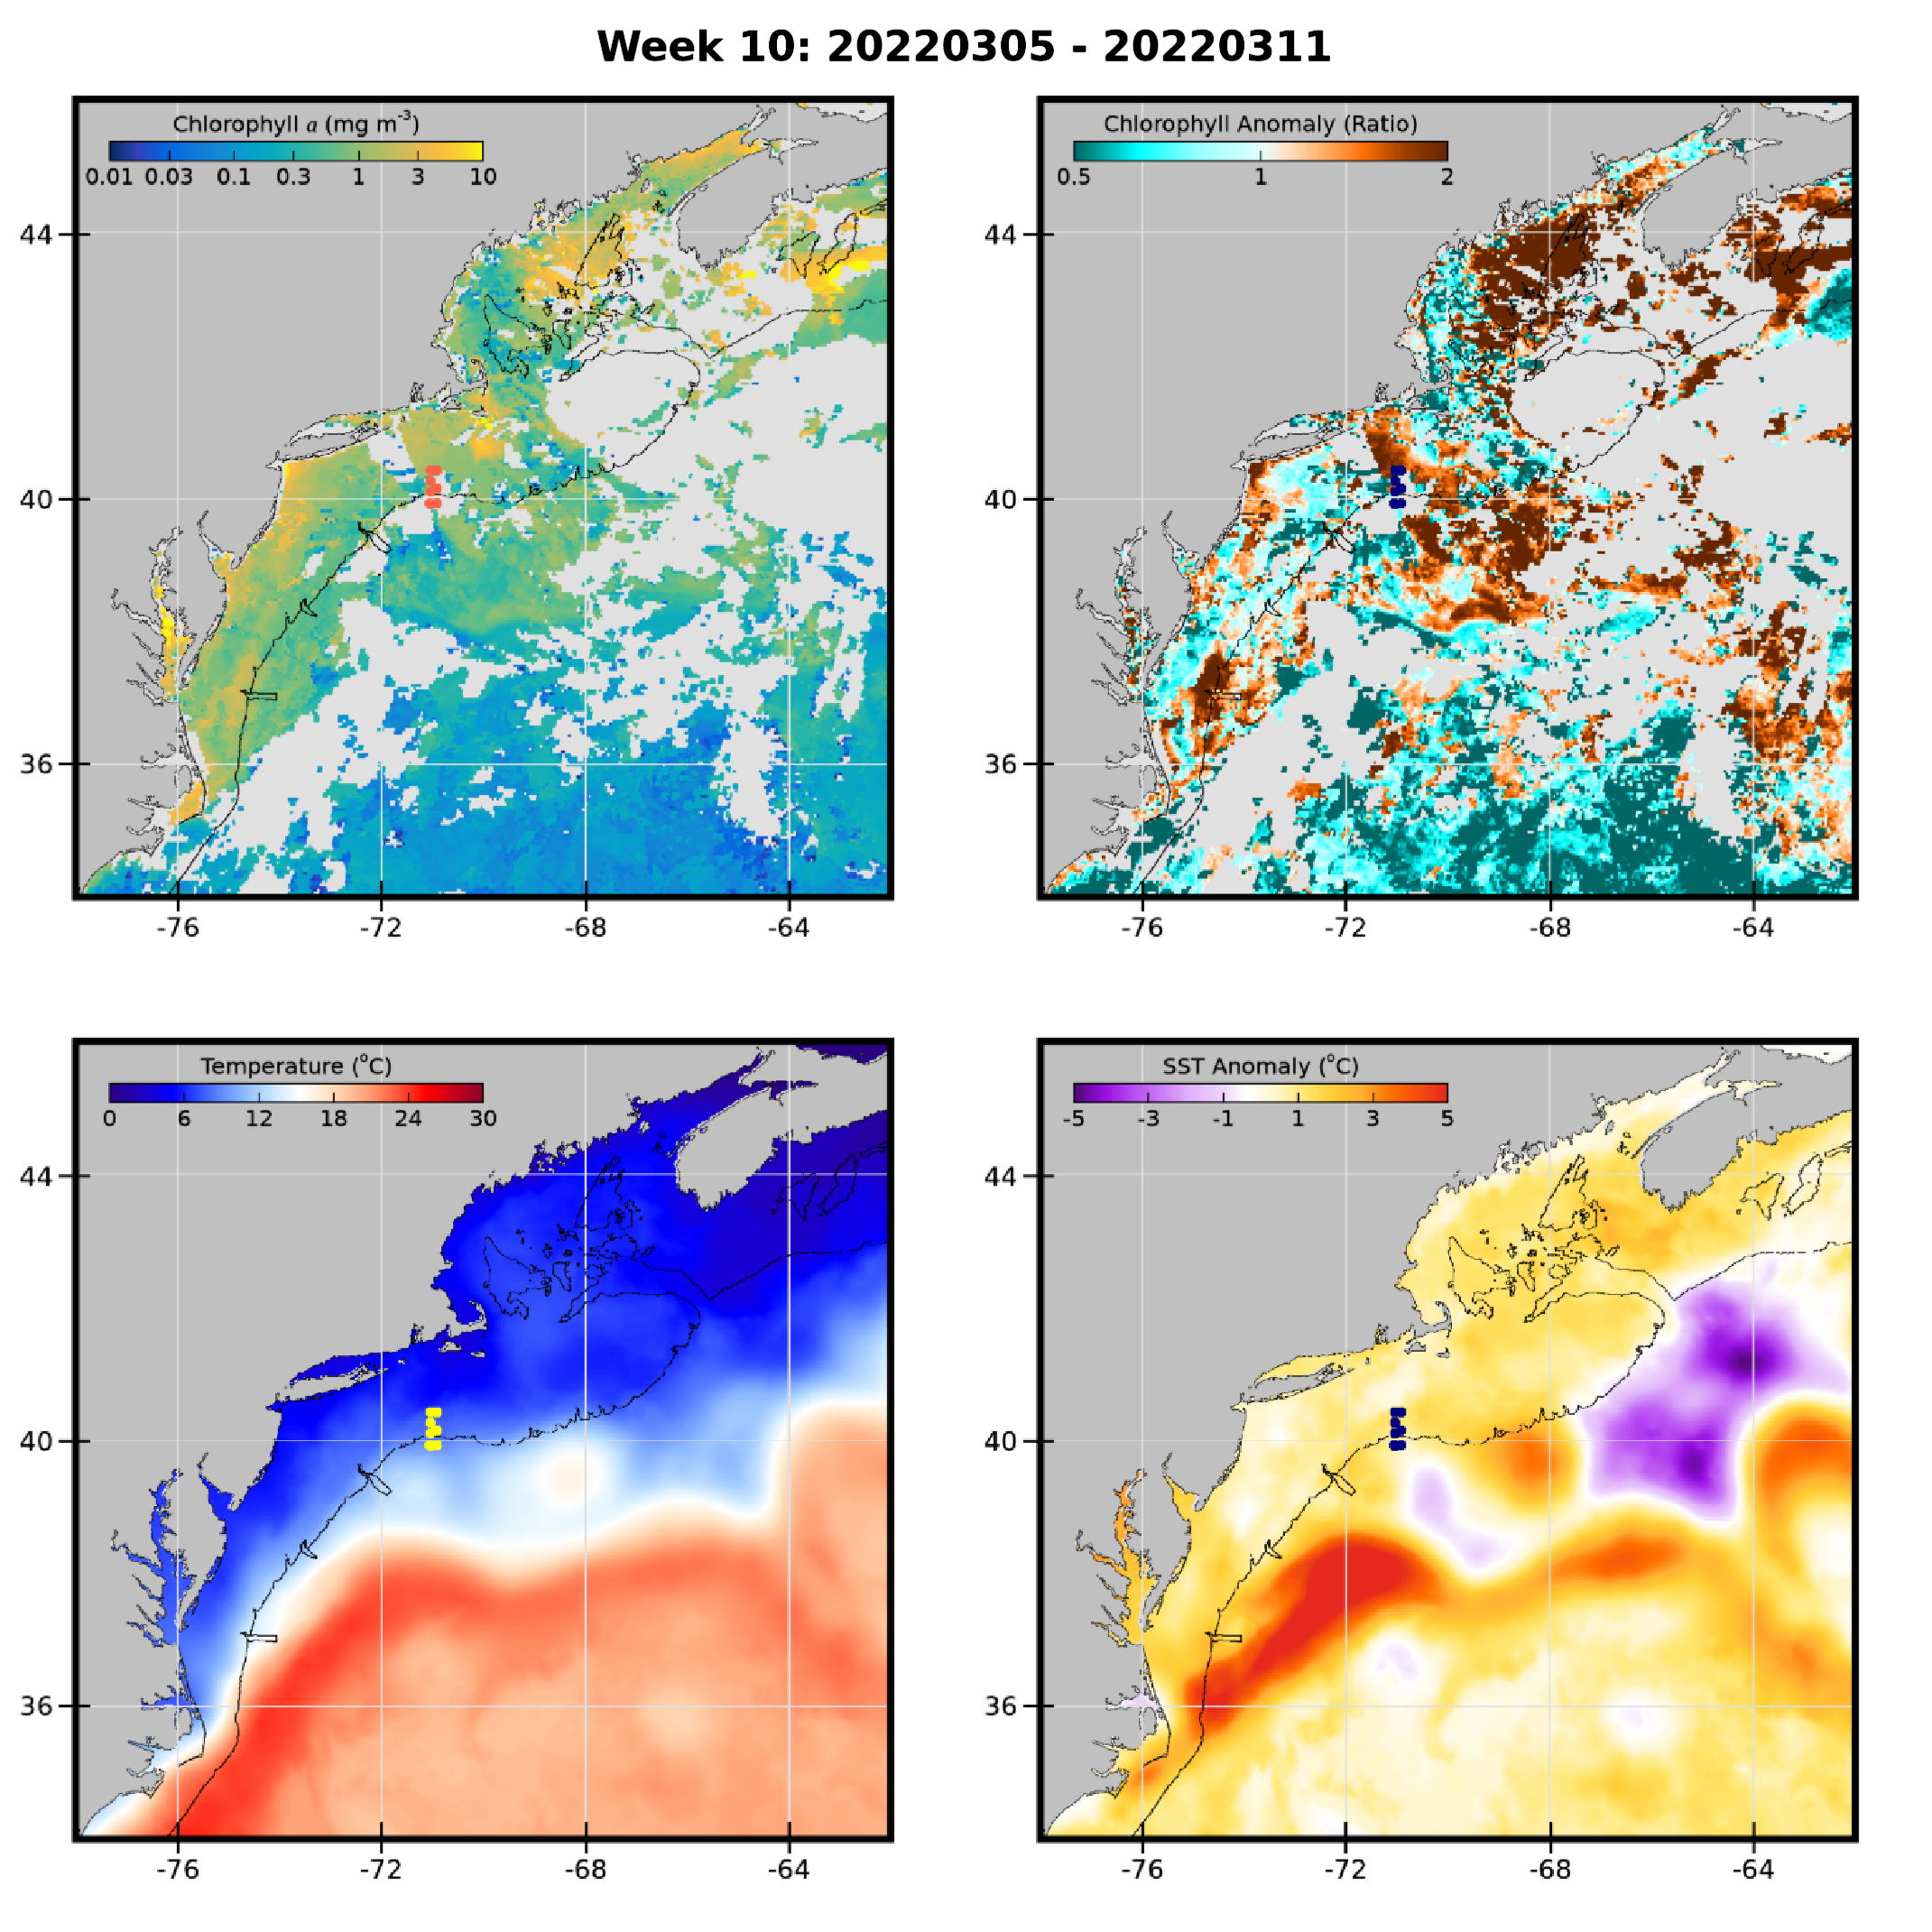 Week 10: 20220305 - 20220311
Chlorophyll a (mg m⁻³)
0.01 0.03 0.1 0.3 1 3 10
44
40
36
-76 -72 -68 -64
Chlorophyll Anomaly (Ratio)
0.5 1 2
44
40
36
-76 -72 -68 -64
Temperature (°C)
0 6 12 18 24 30
44
40
36
-76 -72 -68 -64
SST Anomaly (°C)
-5 -3 -1 1 3 5
44
40
36
-76 -72 -68 -64